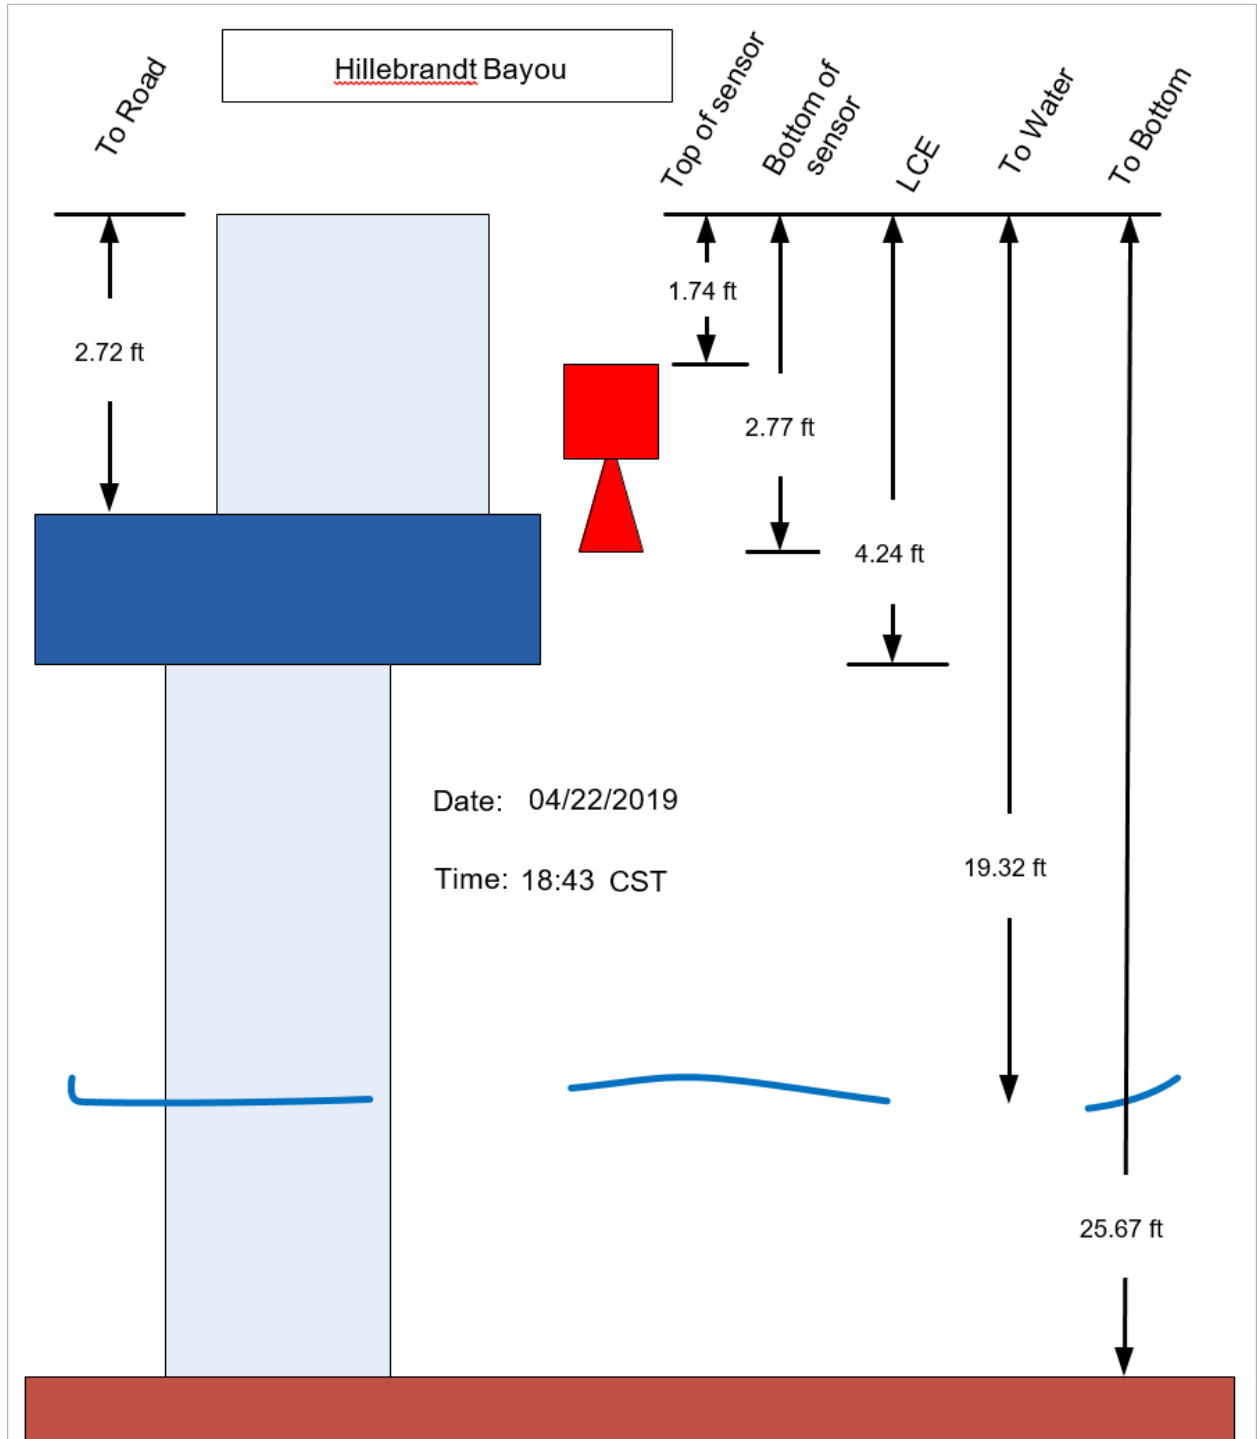 Hillebrandt Bayou
To Road
Top of sensor
Bottom of
sensor
LCE
To Water
To Bottom
1.74 ft
2.72 ft
2.77 ft
4.24 ft
Date: 04/22/2019
19.32 ft
Time: 18:43 CST
25.67 ft